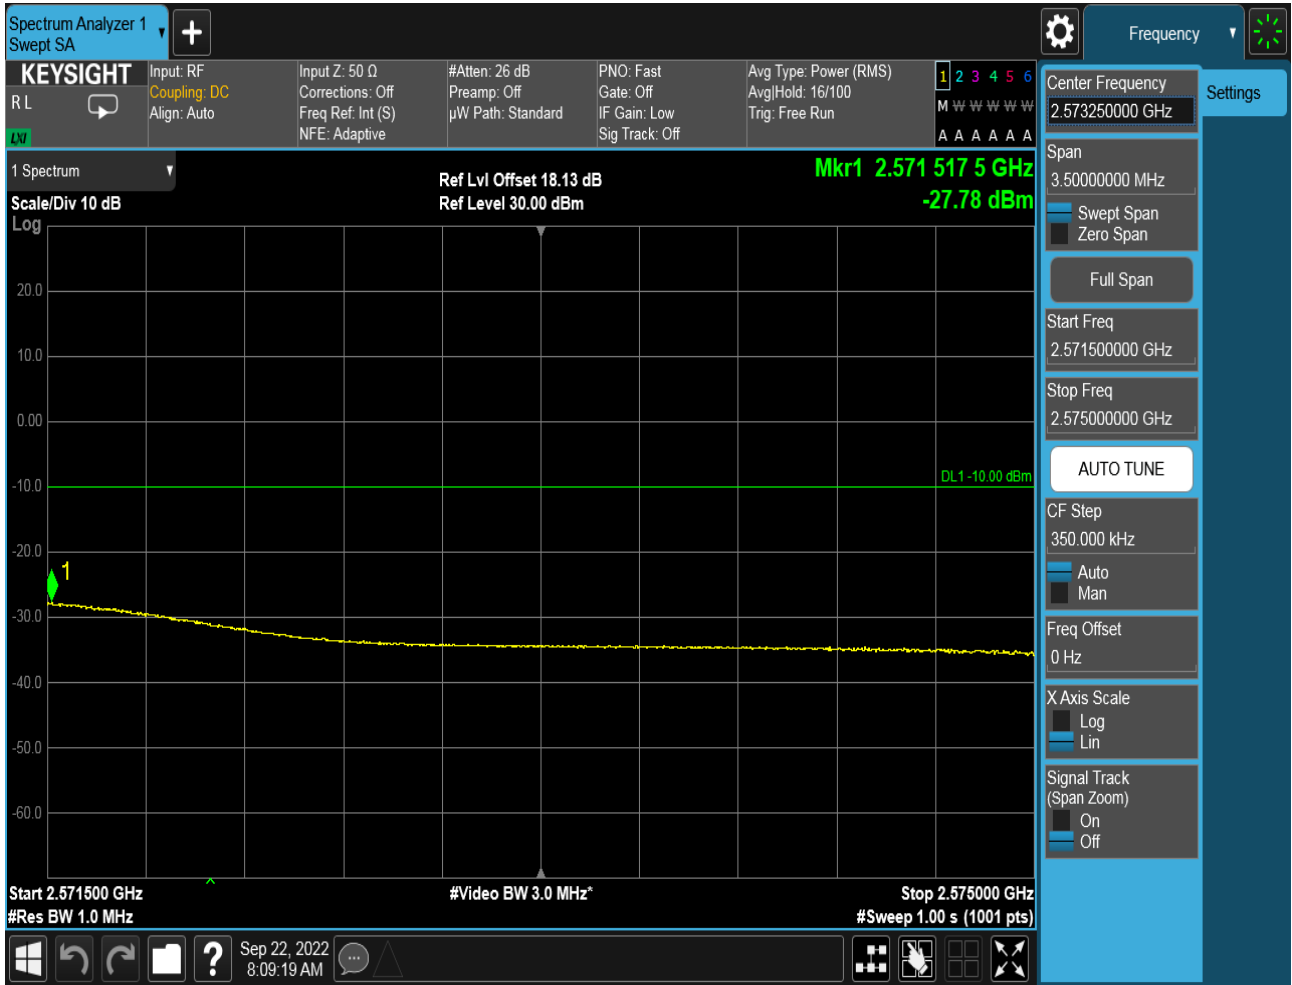 Spectrum Analyzer 1
Swept SA
Frequency
KEYSIGHT
R L
LXI
Input: RF
Coupling: DC
Align: Auto
Input Z: 50 Ω
Corrections: Off
Freq Ref: Int (S)
NFE: Adaptive
#Atten: 26 dB
Preamp: Off
µW Path: Standard
PNO: Fast
Gate: Off
IF Gain: Low
Sig Track: Off
Avg Type: Power (RMS)
Avg|Hold: 16/100
Trig: Free Run
1 2 3 4 5 6
M W W W W W
A A A A A A
1 Spectrum
Scale/Div 10 dB
Log
Ref Lvl Offset 18.13 dB
Ref Level 30.00 dBm
Mkr1 2.571 517 5 GHz
-27.78 dBm
20.0
10.0
0.00
-10.0
-20.0
-30.0
-40.0
-50.0
-60.0
DL1 -10.00 dBm
1
Start 2.571500 GHz
#Res BW 1.0 MHz
#Video BW 3.0 MHz*
Stop 2.575000 GHz
#Sweep 1.00 s (1001 pts)
Center Frequency
2.573250000 GHz
Settings
Span
3.50000000 MHz
Swept Span
Zero Span
Full Span
Start Freq
2.571500000 GHz
Stop Freq
2.575000000 GHz
AUTO TUNE
CF Step
350.000 kHz
Auto
Man
Freq Offset
0 Hz
X Axis Scale
Log
Lin
Signal Track
(Span Zoom)
On
Off
?
Sep 22, 2022
8:09:19 AM